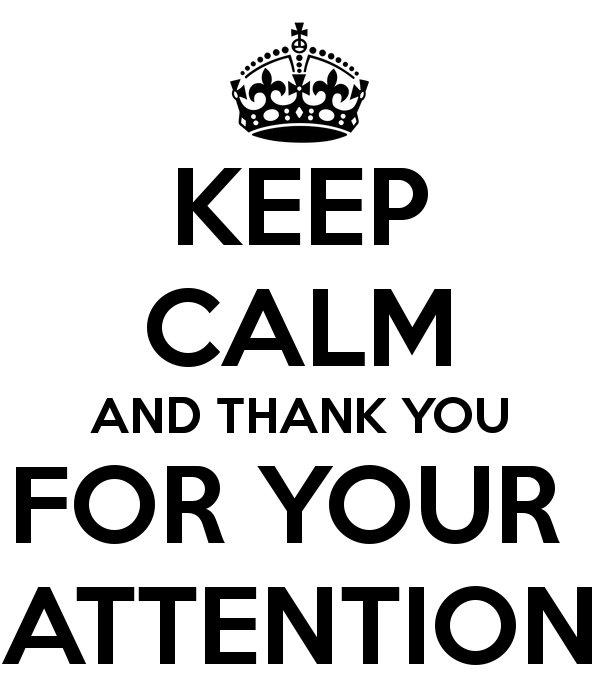 KEEP
CALM
AND THANK YOU
FOR YOUR
ATTENTION